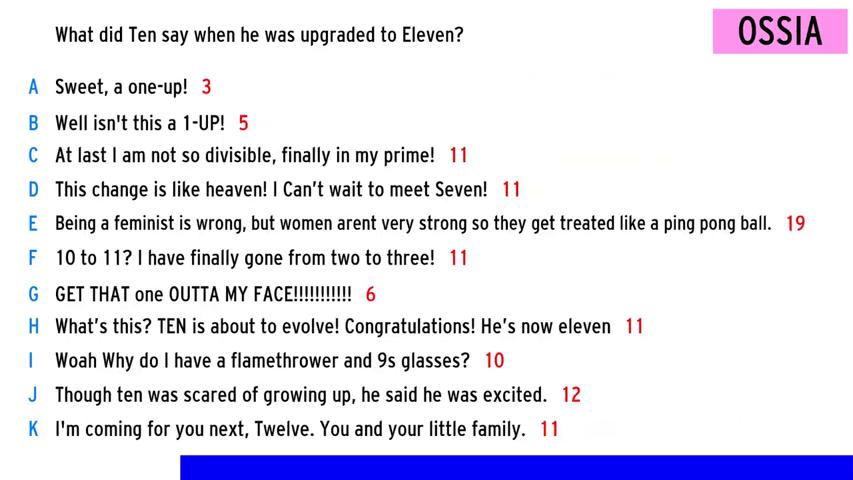 What did Ten say when he was upgraded to Eleven?
OSSIA
A Sweet, a one-up! 3
B Well isn't this a 1-UP! 5
C At last I am not so divisible, finally in my prime! 11
D This change is like heaven! I Can't wait to meet Seven! 11
E Being a feminist is wrong, but women arent very strong so they get treated like a ping pong ball. 19
F 10 to 11? I have finally gone from two to three! 11
G GET THAT one OUTTA MY FACE!!!!!!!!!!! 6
H What's this? TEN is about to evolve! Congratulations! He's now eleven 11
I Woah Why do I have a flamethrower and 9s glasses? 10
J Though ten was scared of growing up, he said he was excited. 12
K I'm coming for you next, Twelve. You and your little family. 11